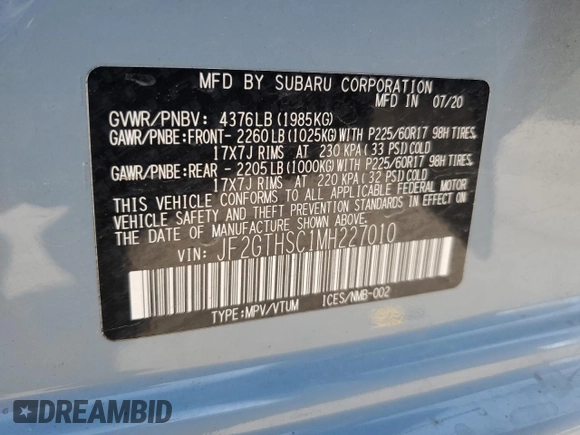 MFD BY SUBARU CORPORATION
MFD IN 07/20
GVWR/PNBV: 4376LB(1985KG)
GAWR/PNBE:FRONT- 2260LB(1025KG)WITH P225/60R17 98H TIRES,
17X7J RIMS AT 230 KPA(33 PSI)COLD
GAWR/PNBE:REAR - 2205LB(1000KG)WITH P225/60R17 98H TIRES,
17X7J RIMS AT 220 KPA(32 PSI)COLD
THIS VEHICLE CONFORMS TO ALL APPLICABLE FEDERAL MOTOR
VEHICLE SAFETY AND THEFT PREVENTION STANDARDS IN EFFECT ON
THE DATE OF MANUFACTURE SHOWN ABOVE.
VIN: JF2GTHSC1MH227010
TYPE:MPV/VTUM ICES/NMB-002
DREAMBID